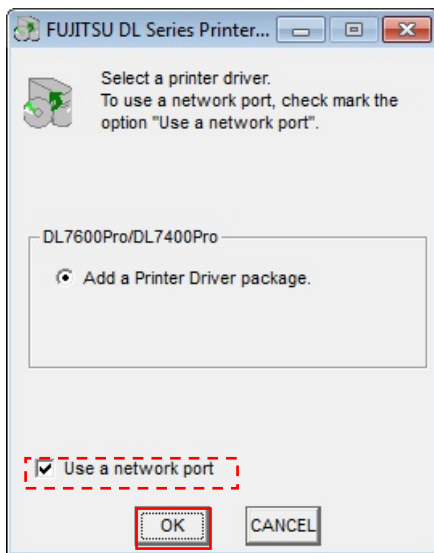 FUJITSU DL Series Printer...
Select a printer driver.
To use a network port, check mark the
option "Use a network port".
DL7600Pro/DL7400Pro
Add a Printer Driver package.
Use a network port
OK
CANCEL